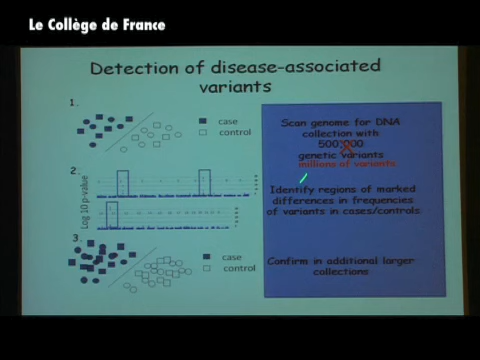 Le Collège de France
Detection of disease-associated
variants
1.
case
control
Scan genome for DNA
collection with
500'000
genetic variants
millions of variants
2.
Log 10 p-value
Identify regions of marked
differences in frequencies
of variants in cases/controls
3.
case
control
Confirm in additional larger
collections